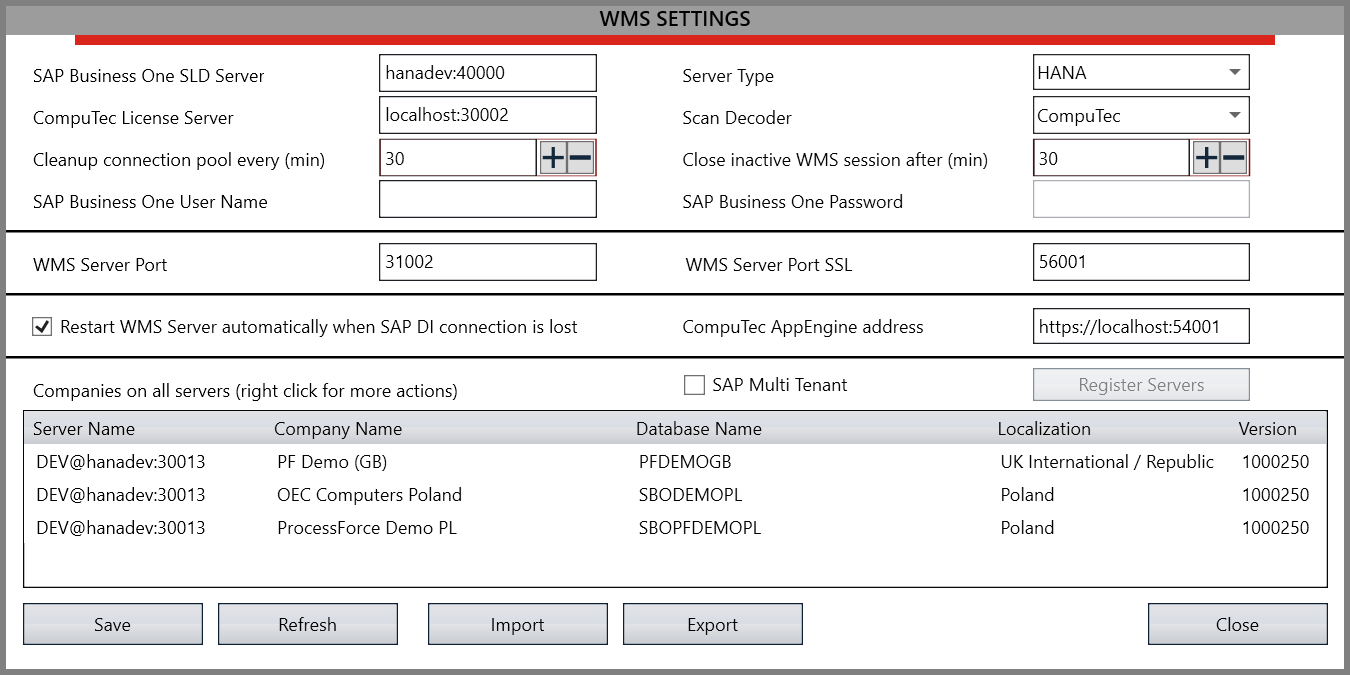 WMS SETTINGS
SAP Business One SLD Server hanadev:40000 Server Type HANA
CompuTec License Server localhost:30002 Scan Decoder CompuTec
Cleanup connection pool every (min) 30 Close inactive WMS session after (min) 30
SAP Business One User Name SAP Business One Password
WMS Server Port 31002 WMS Server Port SSL 56001
Restart WMS Server automatically when SAP DI connection is lost CompuTec AppEngine address https://localhost:54001
Companies on all servers (right click for more actions) SAP Multi Tenant Register Servers
Server Name Company Name Database Name Localization Version
DEV@hanadev:30013 PF Demo (GB) PFDEMOGB UK International / Republic 1000250
DEV@hanadev:30013 OEC Computers Poland SBODEMOPL Poland 1000250
DEV@hanadev:30013 ProcessForce Demo PL SBOPFDEMOPL Poland 1000250
Save Refresh Import Export Close